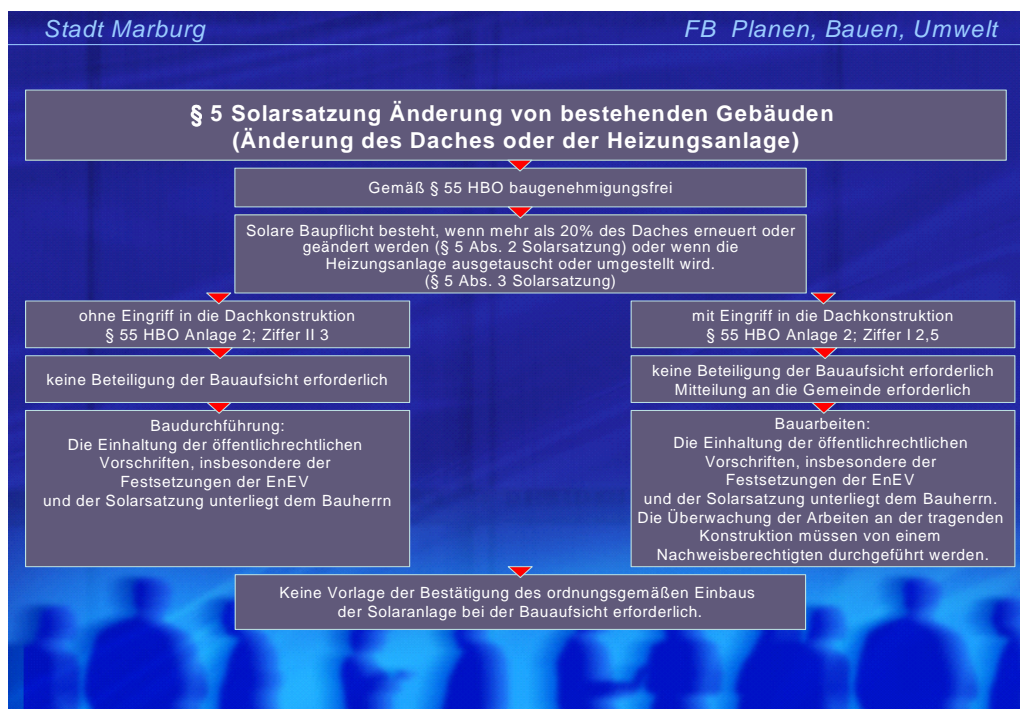 Stadt Marburg
FB Planen, Bauen, Umwelt
§ 5 Solarsatzung Änderung von bestehenden Gebäuden
(Änderung des Daches oder der Heizungsanlage)
Gemäß § 55 HBO baugenehmigungsfrei
Solare Baupflicht besteht, wenn mehr als 20% des Daches erneuert oder
geändert werden (§ 5 Abs. 2 Solarsatzung) oder wenn die
Heizungsanlage ausgetauscht oder umgestellt wird.
(§ 5 Abs. 3 Solarsatzung)
ohne Eingriff in die Dachkonstruktion
§ 55 HBO Anlage 2; Ziffer II 3
keine Beteiligung der Bauaufsicht erforderlich
Baudurchführung:
Die Einhaltung der öffentlichrechtlichen
Vorschriften, insbesondere der
Festsetzungen der EnEV
und der Solarsatzung unterliegt dem Bauherrn
mit Eingriff in die Dachkonstruktion
§ 55 HBO Anlage 2; Ziffer I 2,5
keine Beteiligung der Bauaufsicht erforderlich
Mitteilung an die Gemeinde erforderlich
Bauarbeiten:
Die Einhaltung der öffentlichrechtlichen
Vorschriften, insbesondere der
Festsetzungen der EnEV
und der Solarsatzung unterliegt dem Bauherrn.
Die Überwachung der Arbeiten an der tragenden
Konstruktion müssen von einem
Nachweisberechtigten durchgeführt werden.
Keine Vorlage der Bestätigung des ordnungsgemäßen Einbaus
der Solaranlage bei der Bauaufsicht erforderlich.